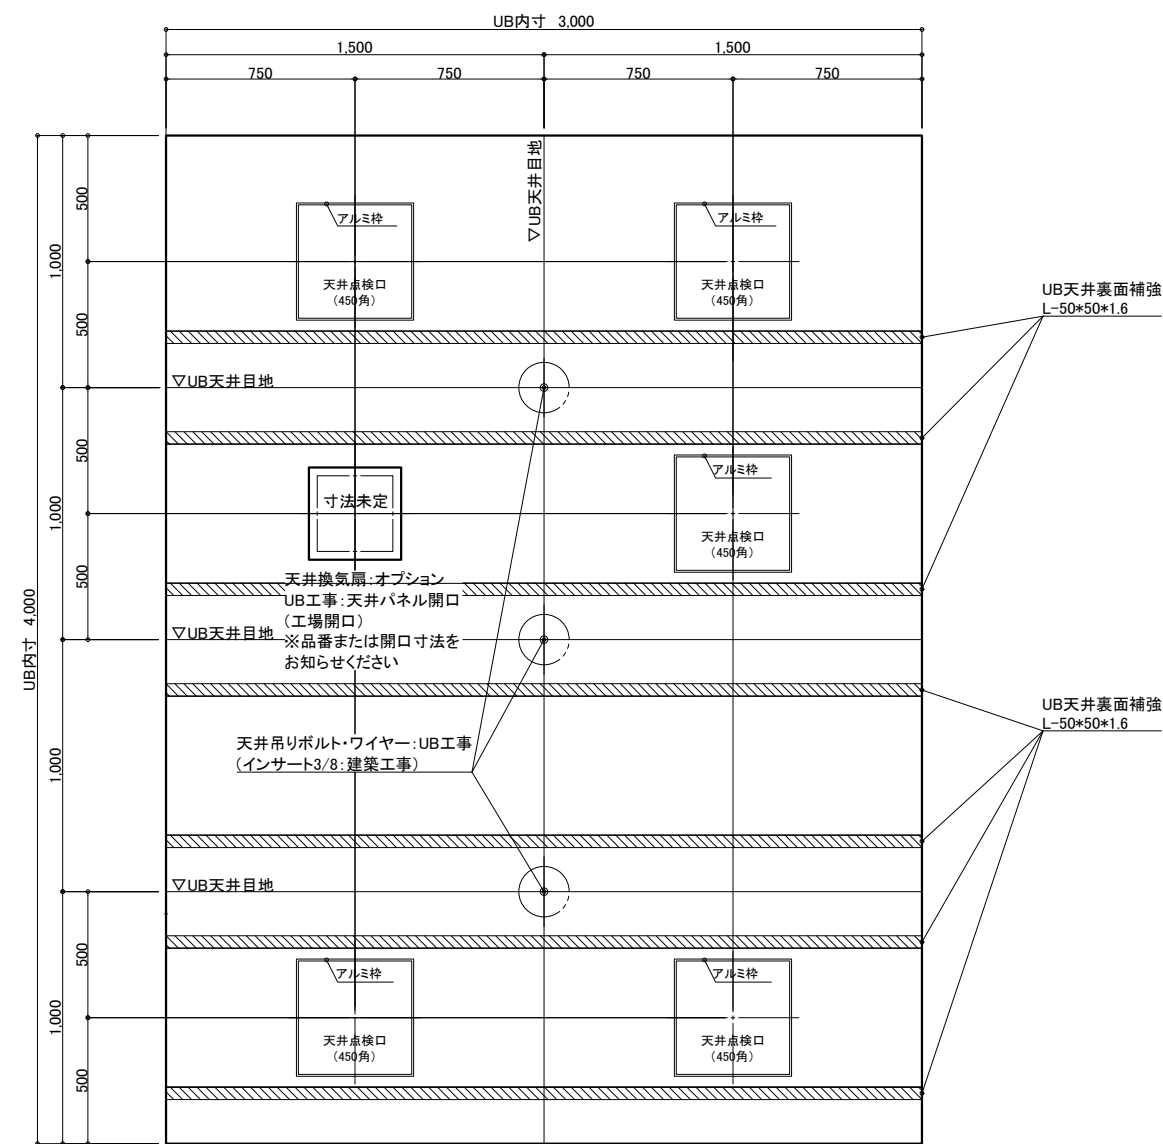 UB内寸 3,000
1,500
1,500
750
750
750
750
▽UB天井目地
500
1,000
500
アルミ枠
天井点検口
(450角)
アルミ枠
天井点検口
(450角)
UB天井裏面補強
L-50*50*1.6
▽UB天井目地
500
1,000
500
寸法未定
アルミ枠
天井点検口
(450角)
天井換気扇:オプション
UB工事:天井パネル開口
(工場開口)
※品番または開口寸法を
お知らせください
UB内寸 4,000
▽UB天井目地
UB天井裏面補強
L-50*50*1.6
天井吊りボルト・ワイヤー:UB工事
(インサート3/8:建築工事)
1,000
▽UB天井目地
500
1,000
500
アルミ枠
天井点検口
(450角)
アルミ枠
天井点検口
(450角)